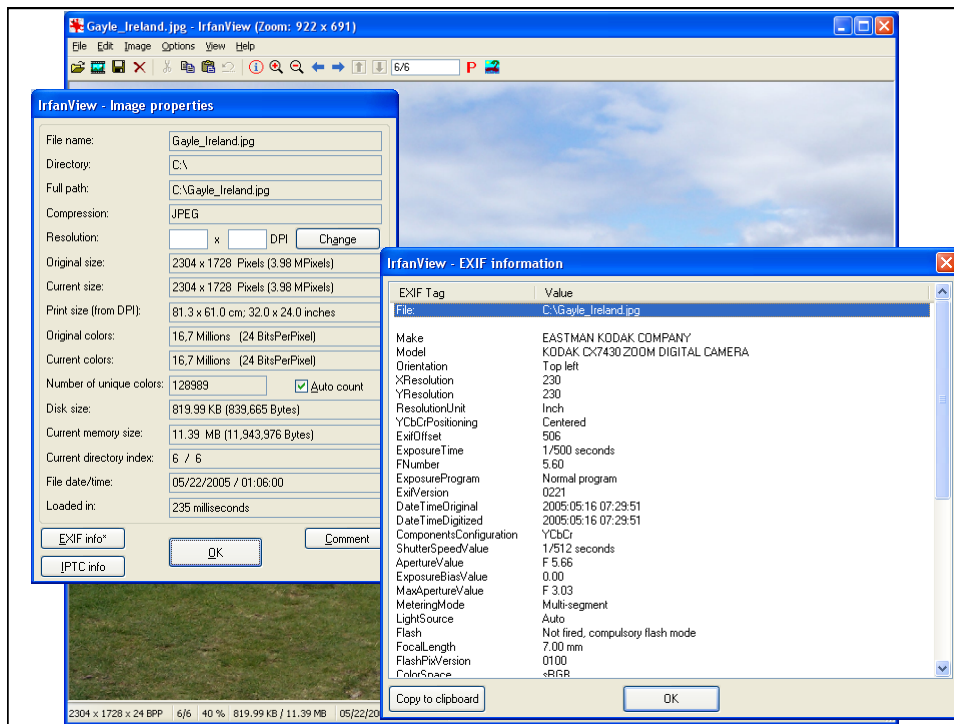 Gayle_Ireland.jpg - IrfanView (Zoom: 922 x 691)
File Edit Image Options View Help
6/6 P
IrfanView - Image properties
File name: Gayle_Ireland.jpg
Directory: C:\
Full path: C:\Gayle_Ireland.jpg
Compression: JPEG
Resolution: x DPI Change
Original size: 2304 x 1728 Pixels (3.98 MPixels)
Current size: 2304 x 1728 Pixels (3.98 MPixels)
Print size (from DPI): 81.3 x 61.0 cm; 32.0 x 24.0 inches
Original colors: 16,7 Millions (24 BitsPerPixel)
Current colors: 16,7 Millions (24 BitsPerPixel)
Number of unique colors: 128989 Auto count
Disk size: 819.99 KB (839,665 Bytes)
Current memory size: 11.39 MB (11,943,976 Bytes)
Current directory index: 6 / 6
File date/time: 05/22/2005 / 01:06:00
Loaded in: 235 milliseconds
EXIF info*
OK
Comment
IPTC info
IrfanView - EXIF information
EXIF Tag Value
File: C:\Gayle_Ireland.jpg
Make EASTMAN KODAK COMPANY
Model KODAK CX7430 ZOOM DIGITAL CAMERA
Orientation Top left
XResolution 230
YResolution 230
ResolutionUnit Inch
YCbCrPositioning Centered
ExifOffset 506
ExposureTime 1/500 seconds
FNumber 5.60
ExposureProgram Normal program
ExifVersion 0221
DateTimeOriginal 2005:05:16 07:29:51
DateTimeDigitized 2005:05:16 07:29:51
ComponentsConfiguration YCbCr
ShutterSpeedValue 1/512 seconds
ApertureValue F 5.66
ExposureBiasValue 0.00
MaxApertureValue F 3.03
MeteringMode Multi-segment
LightSource Auto
Flash Not fired, compulsory flash mode
FocalLength 7.00 mm
FlashPixVersion 0100
ColorSpace sRGB
Copy to clipboard OK
2304 x 1728 x 24 BPP 6/6 40 % 819.99 KB / 11.39 MB 05/22/20